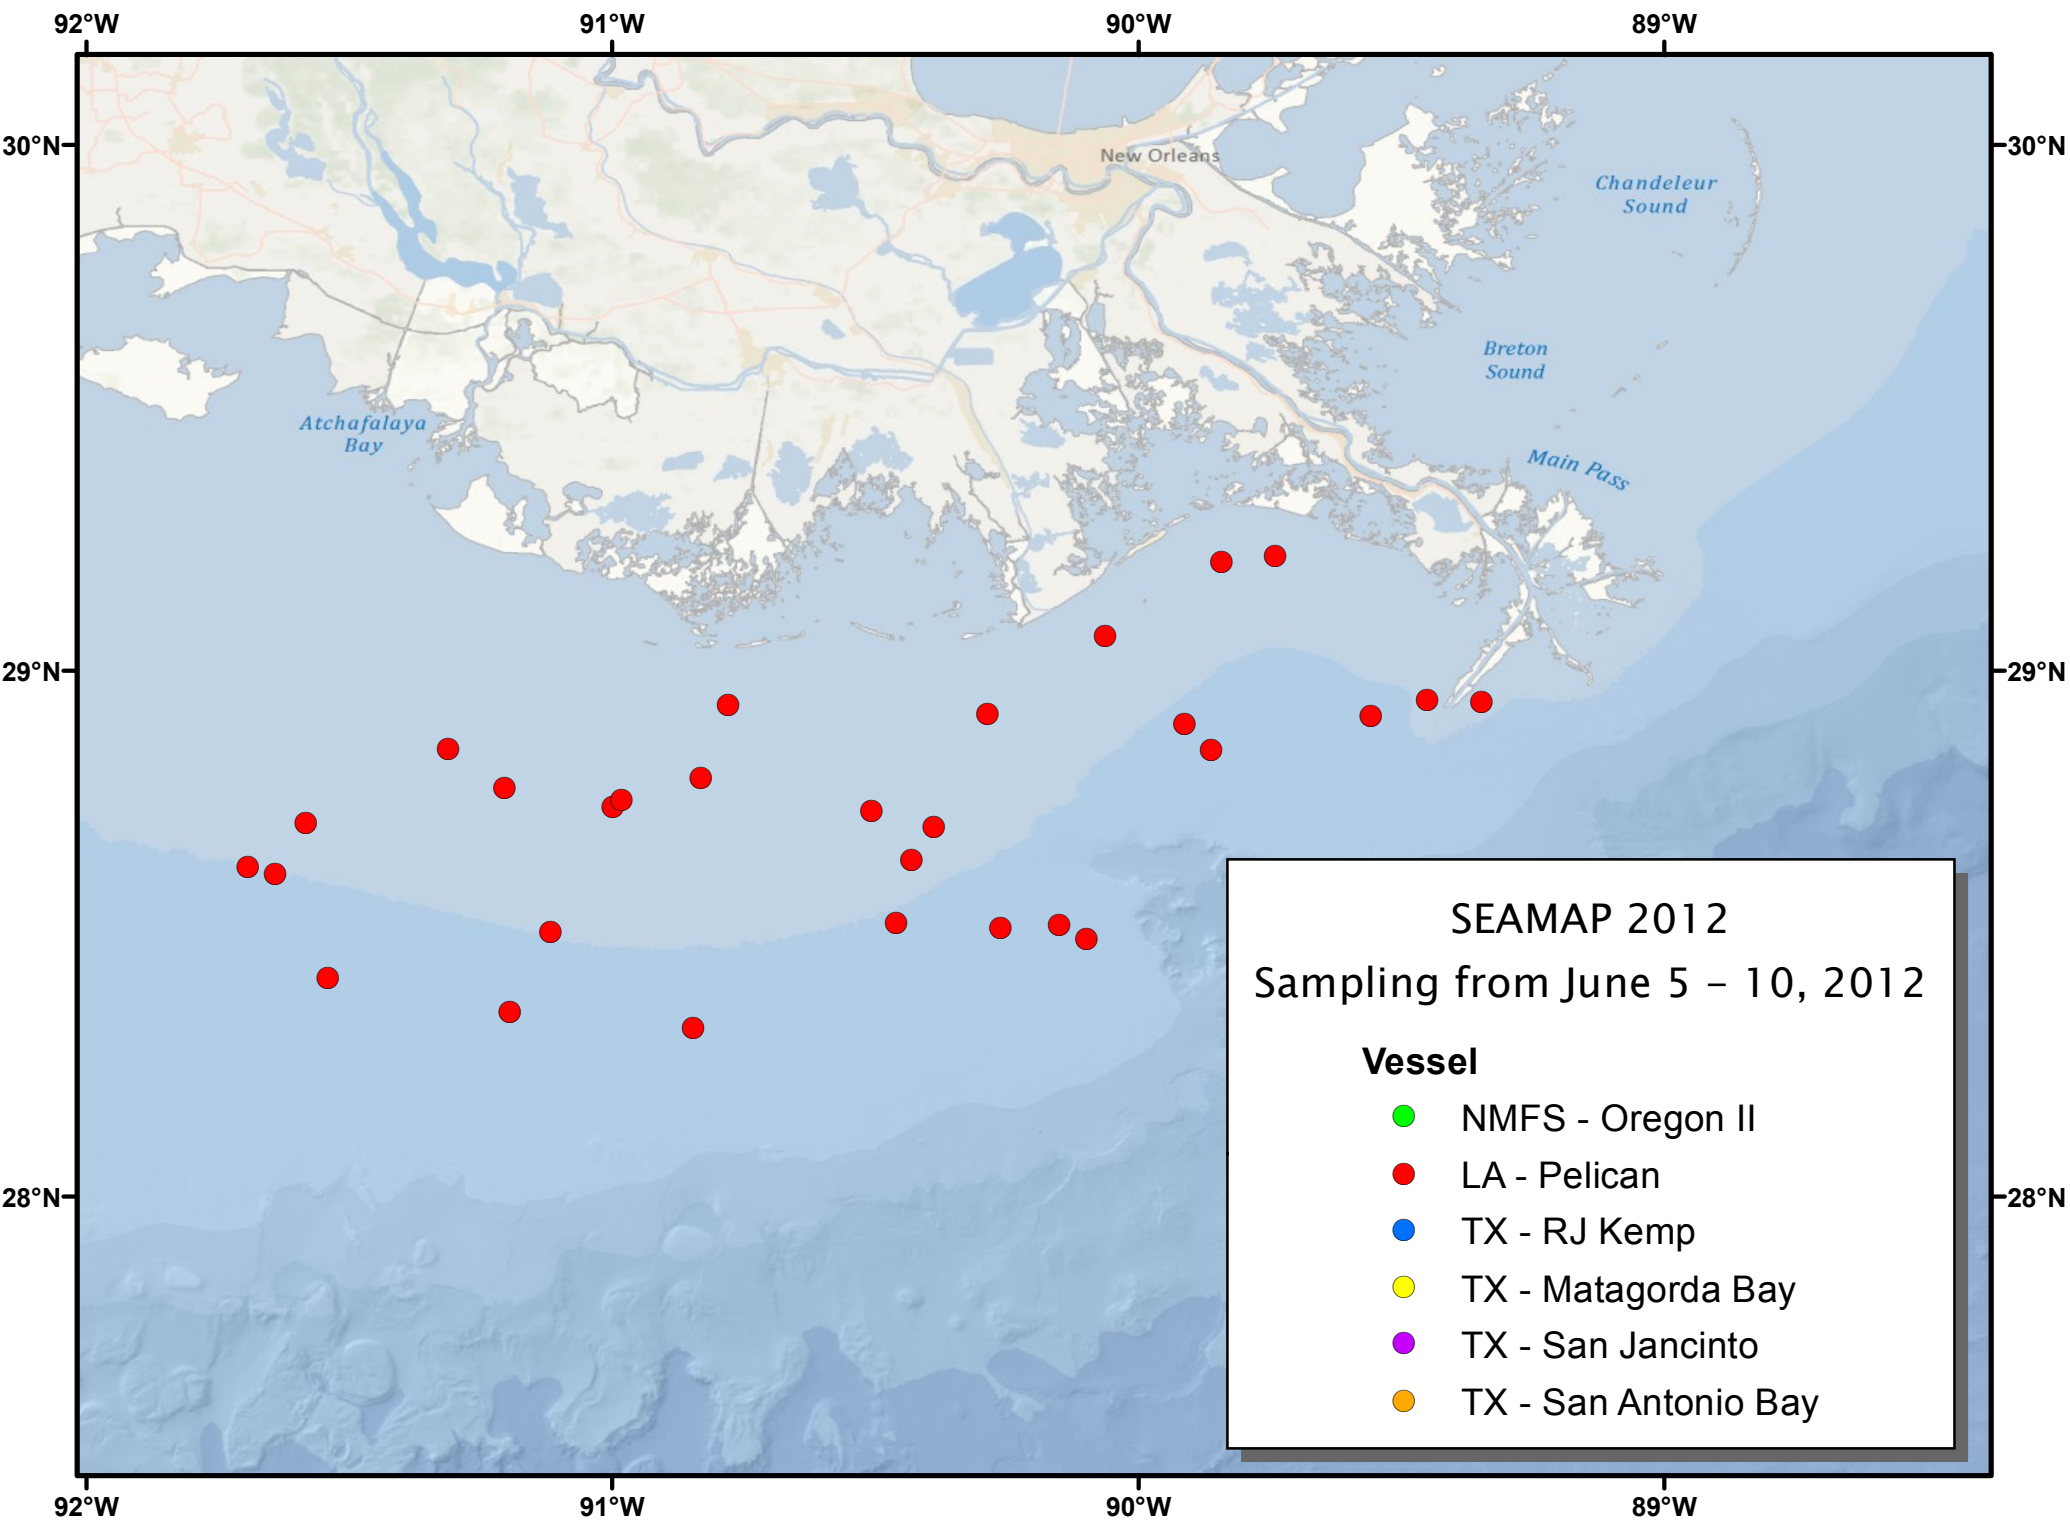 92°W 91°W 90°W 89°W
30°N 30°N
New Orleans
Chandeleur
Sound
Breton
Sound
Atchafalaya
Bay
Main Pass
29°N 29°N
SEAMAP 2012
Sampling from June 5 – 10, 2012
Vessel
NMFS - Oregon II
LA - Pelican
28°N 28°N
TX - RJ Kemp
TX - Matagorda Bay
TX - San Jancinto
TX - San Antonio Bay
92°W 91°W 90°W 89°W